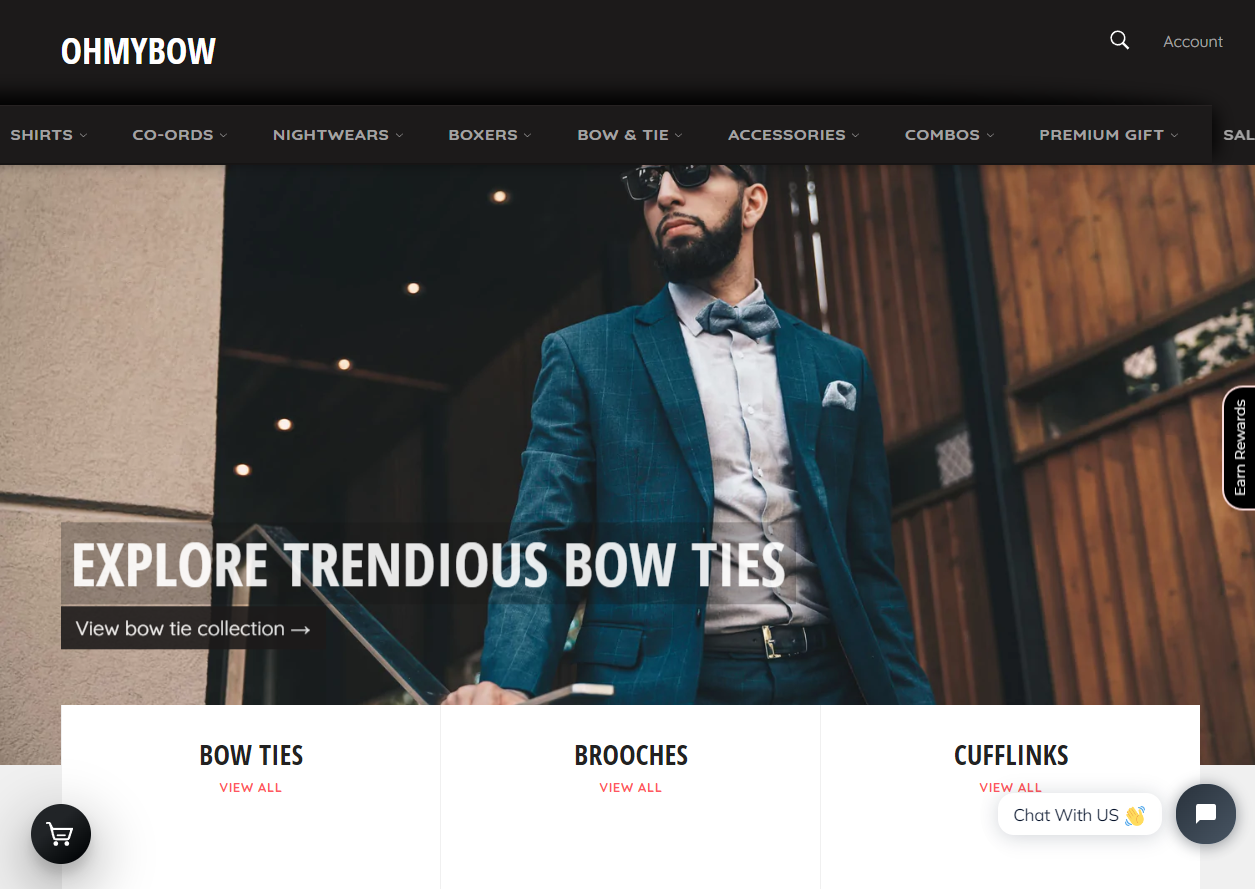 OHMYBOW
Account
SHIRTS CO-ORDS NIGHTWEARS BOXERS BOW & TIE ACCESSORIES COMBOS PREMIUM GIFT SAL
Earn Rewards
EXPLORE TRENDIOUS BOW TIES
View bow tie collection →
BOW TIES
VIEW ALL
BROOCHES
VIEW ALL
CUFFLINKS
VIEW ALL
Chat With US 👋